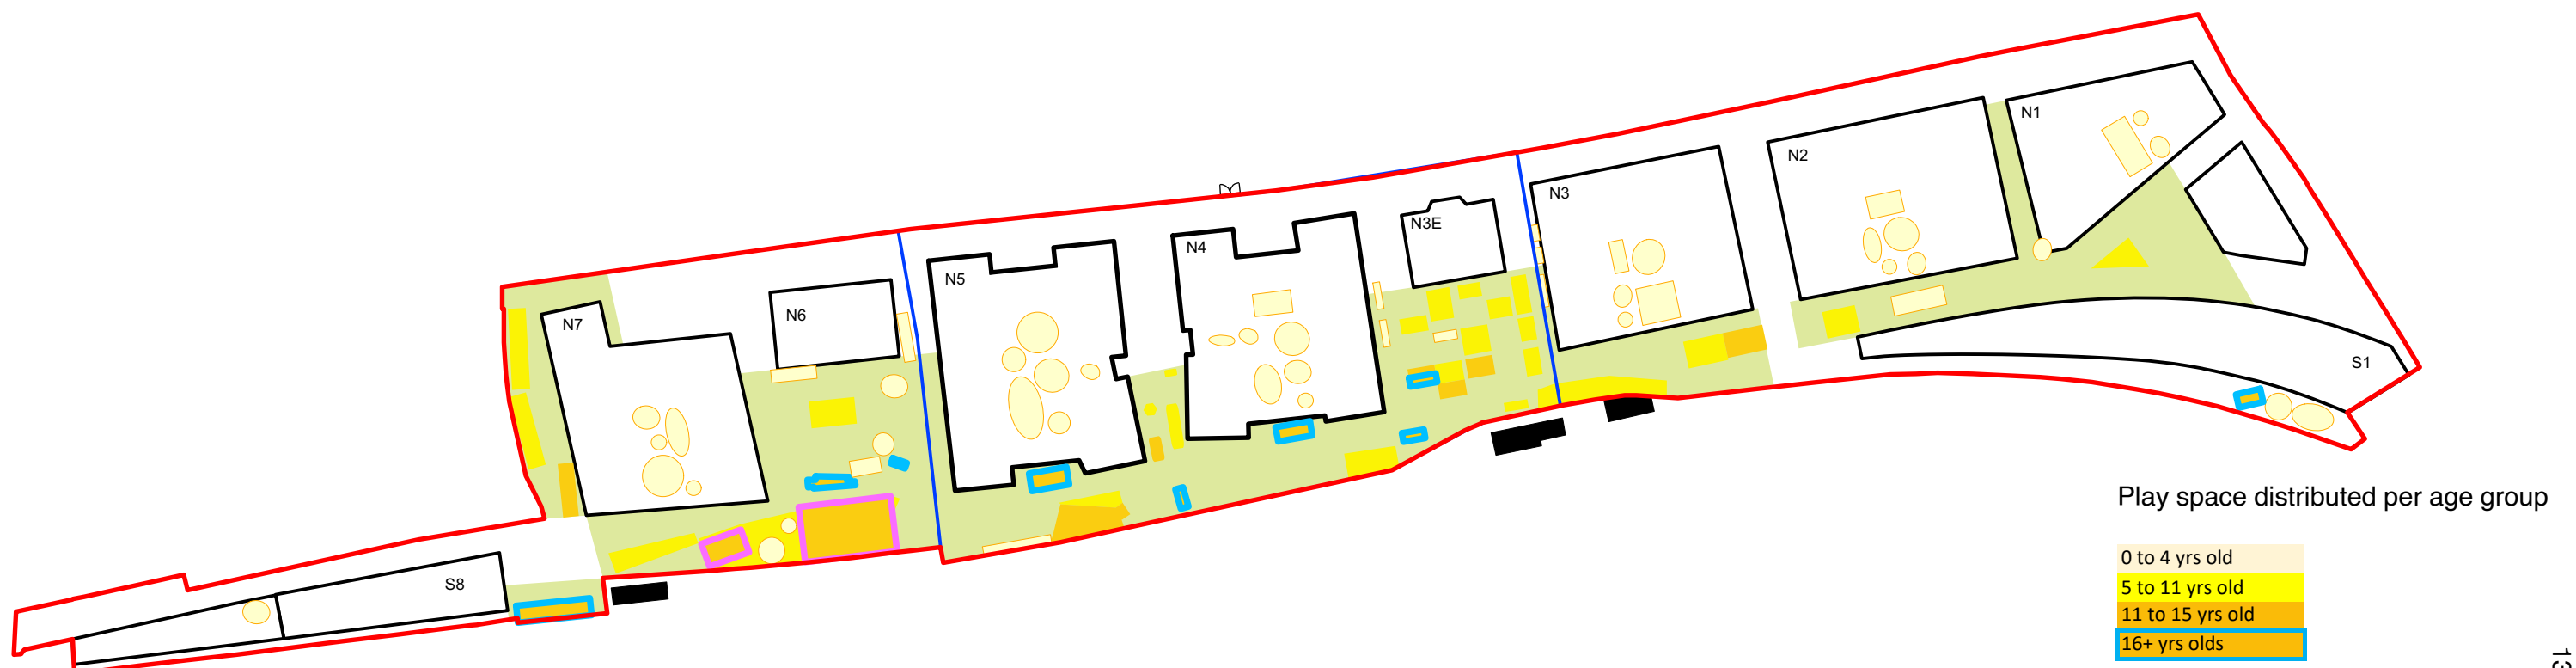 N1
N2
N3
N3E
N4
N5
N6
N7
S1
S8
Play space distributed per age group
0 to 4 yrs old
5 to 11 yrs old
11 to 15 yrs old
16+ yrs olds
13